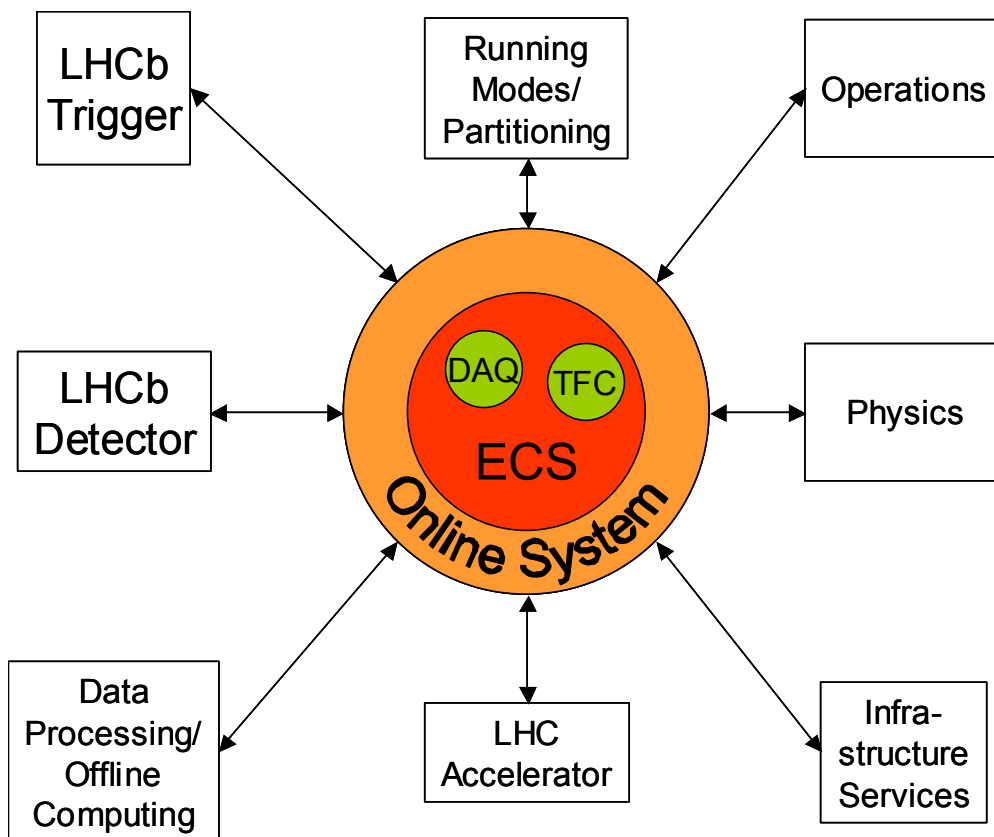 LHCb
Trigger
Running
Modes/
Partitioning
Operations
LHCb
Detector
DAQ
TFC
ECS
Online System
Physics
Data
Processing/
Offline
Computing
LHC
Accelerator
Infra-
structure
Services